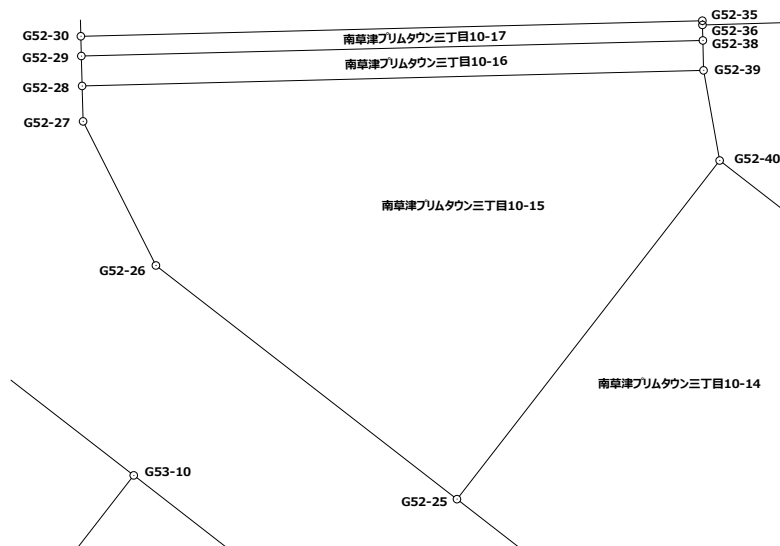 G52-35
G52-30
G52-36
南草津プリムタウン三丁目10-17
G52-38
G52-29
南草津プリムタウン三丁目10-16
G52-39
G52-28
G52-27
G52-40
南草津プリムタウン三丁目10-15
G52-26
南草津プリムタウン三丁目10-14
G53-10
G52-25